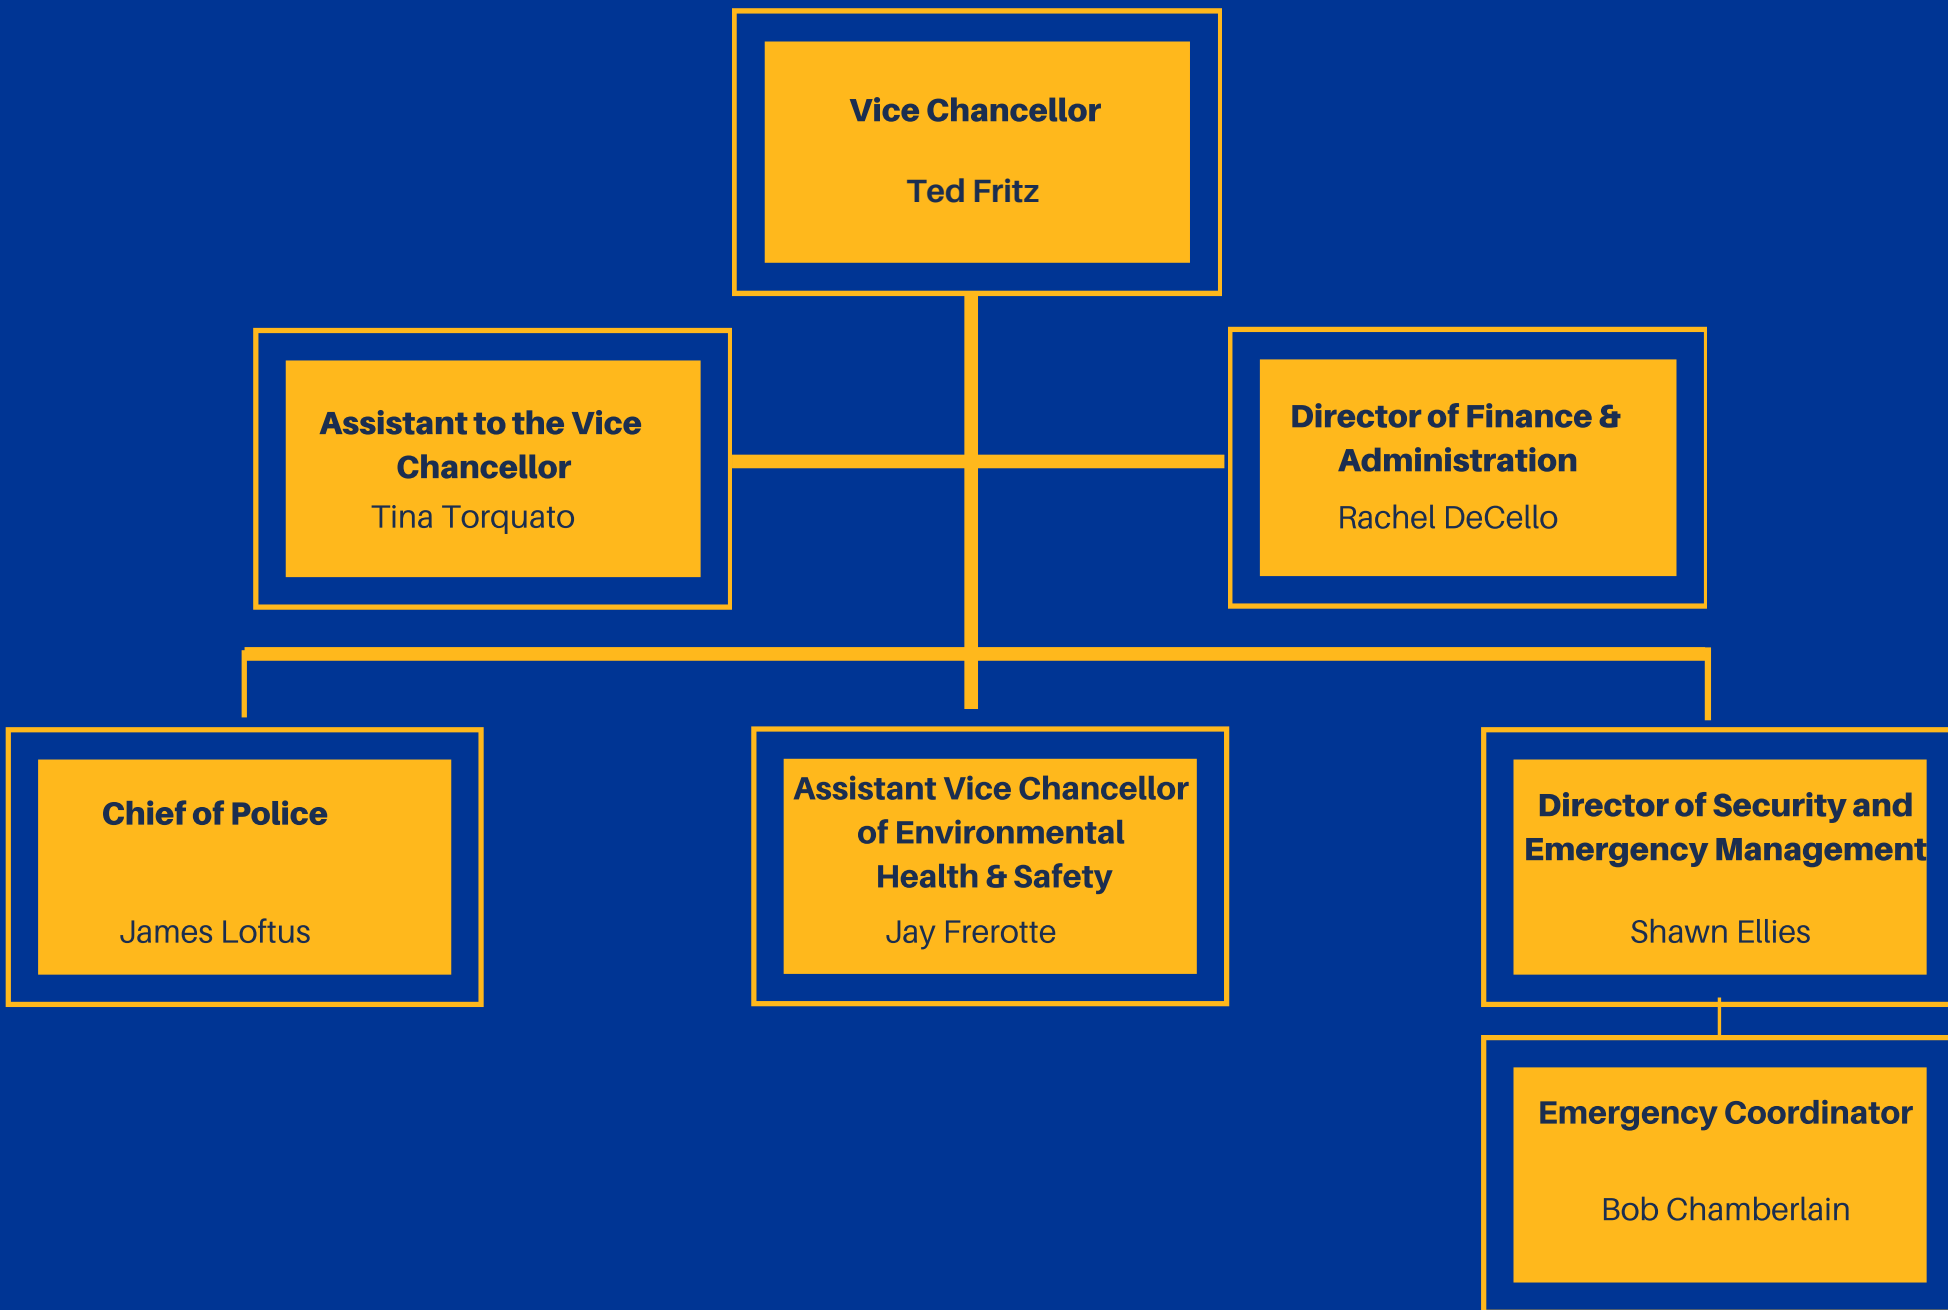 Vice Chancellor
Ted Fritz
Assistant to the Vice
Chancellor
Tina Torquato
Director of Finance &
Administration
Rachel DeCello
Chief of Police
James Loftus
Assistant Vice Chancellor
of Environmental
Health & Safety
Jay Frerotte
Director of Security and
Emergency Management
Shawn Ellies
Emergency Coordinator
Bob Chamberlain